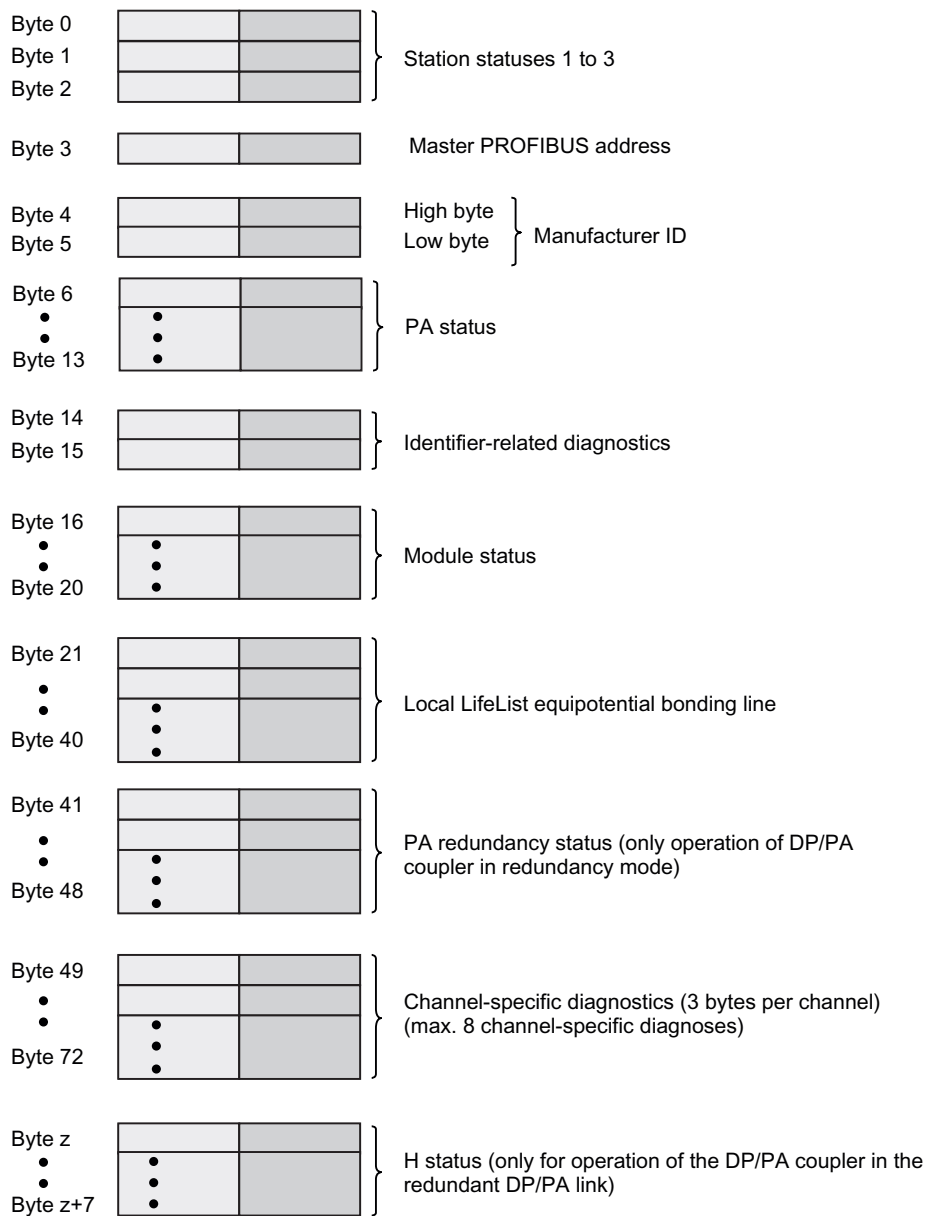 Byte 0
Byte 1
Byte 2
Station statuses 1 to 3
Byte 3
Master PROFIBUS address
Byte 4
Byte 5
High byte
Low byte
Manufacturer ID
Byte 6
Byte 13
PA status
Byte 14
Byte 15
Identifier-related diagnostics
Byte 16
Byte 20
Module status
Byte 21
Byte 40
Local LifeList equipotential bonding line
Byte 41
Byte 48
PA redundancy status (only operation of DP/PA
coupler in redundancy mode)
Byte 49
Byte 72
Channel-specific diagnostics (3 bytes per channel)
(max. 8 channel-specific diagnoses)
Byte z
Byte z+7
H status (only for operation of the DP/PA coupler in the
redundant DP/PA link)